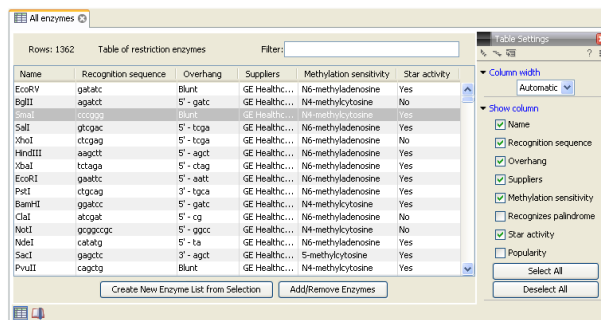 All enzymes
Rows: 1362 Table of restriction enzymes Filter:
Name Recognition sequence Overhang Suppliers Methylation sensitivity Star activity
EcoRV gatatc Blunt GE Healthc... N6-methyladenosine Yes
BglII agatct 5' - gatc GE Healthc... N4-methylcytosine No
SmaI cccggg Blunt GE Healthc... N4-methylcytosine Yes
SalI gtcgac 5' - tcga GE Healthc... N6-methyladenosine Yes
XhoI ctcgag 5' - tcga GE Healthc... N6-methyladenosine No
HindIII aagctt 5' - agct GE Healthc... N6-methyladenosine Yes
XbaI tctaga 5' - ctag GE Healthc... N6-methyladenosine Yes
EcoRI gaattc 5' - aatt GE Healthc... N6-methyladenosine Yes
PstI ctgcag 3' - tgca GE Healthc... N6-methyladenosine Yes
BamHI ggatcc 5' - gatc GE Healthc... N4-methylcytosine Yes
ClaI atcgat 5' - cg GE Healthc... N6-methyladenosine No
NotI gcggccgc 5' - ggcc GE Healthc... N4-methylcytosine No
NdeI catatg 5' - ta GE Healthc... N6-methyladenosine Yes
SacI gagctc 3' - agct GE Healthc... 5-methylcytosine Yes
PvuII cagctg Blunt GE Healthc... N4-methylcytosine Yes
Create New Enzyme List from Selection Add/Remove Enzymes
Table Settings
?
Column width
Automatic
Show column
Name
Recognition sequence
Overhang
Suppliers
Methylation sensitivity
Recognizes palindrome
Star activity
Popularity
Select All
Deselect All